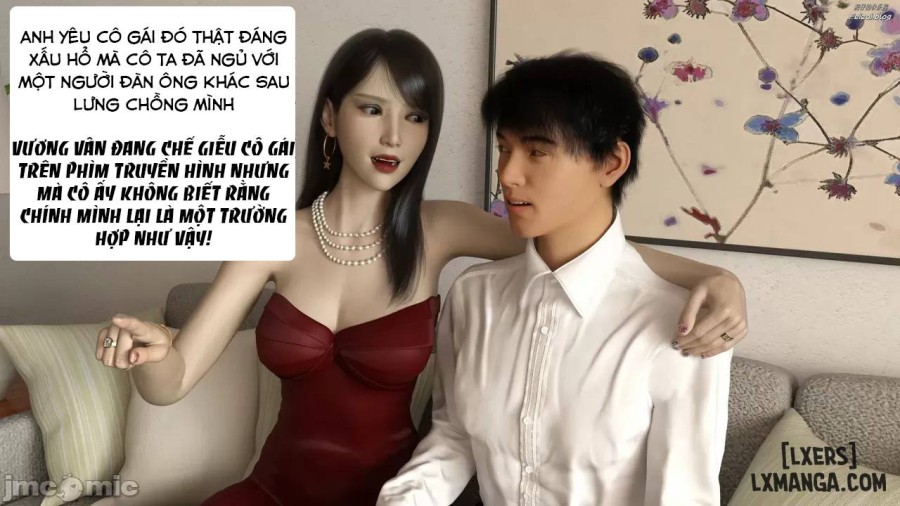 ANH YÊU CÔ GÁI ĐÓ THẬT ĐÁNG
XẤU HỔ MÀ CÔ TA ĐÃ NGỦ VỚI
MỘT NGƯỜI ĐÀN ÔNG KHÁC SAU
LƯNG CHỒNG MÌNH
VƯƠNG VÂN ĐANG CHẾ GIỄU CÔ GÁI
TRÊN PHIM TRUYỀN HÌNH NHƯNG
MÀ CÔ ẤY KHÔNG BIẾT RẰNG
CHÍNH MÌNH LẠI LÀ MỘT TRƯỜNG
HỢP NHƯ VẬY!
[LXERS]
LXMANGA.COM
jmcomic